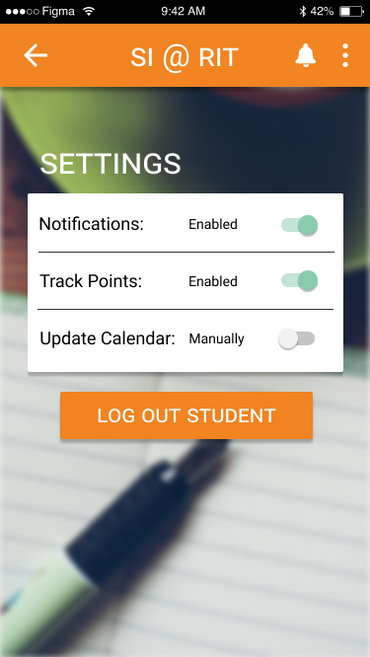 Figma 9:42 AM 42%
SI @ RIT
SETTINGS
Notifications: Enabled
Track Points: Enabled
Update Calendar: Manually
LOG OUT STUDENT